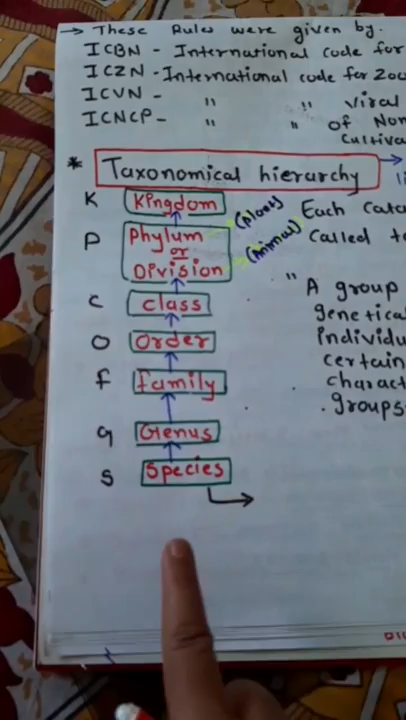 → These Rules were given by.
ICBN - International code for
ICZN - International code for Zoo
ICVN - " " Viral
ICNCP - " " of Nom
Cultiva
* Taxonomical hierarchy →
K Kingdom
P Phylum or Division
(Plant)
(Animal)
C Class
O Order
f family
G Genus
S Species
Each Cate
Called t
" A group
genetica
individu
certain
charact
groups